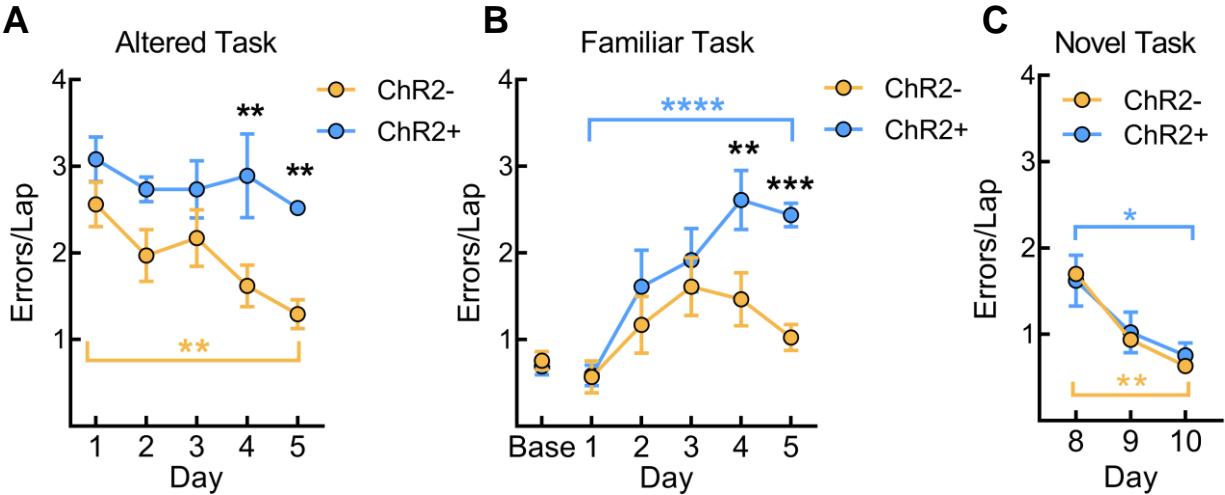 A
Altered Task
Errors/Lap
4
3
2
1
ChR2-
ChR2+
**
**
**
1 2 3 4 5
Day
B
Familiar Task
Errors/Lap
4
3
2
1
ChR2-
ChR2+
****
**
***
Base 1 2 3 4 5
Day
C
Novel Task
Errors/Lap
4
3
2
1
ChR2-
ChR2+
*
**
8 9 10
Day